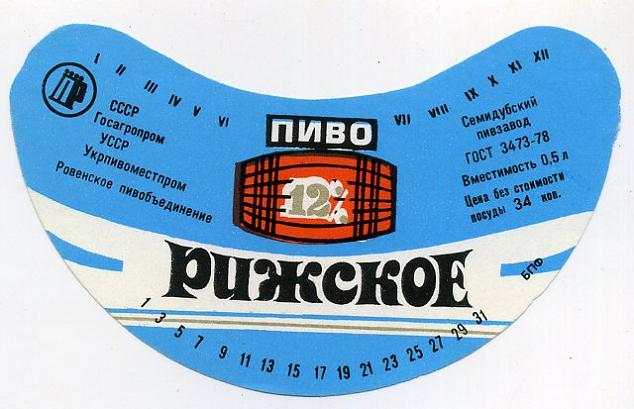 I II III IV V VI VII VIII IX X XI XII
ПР
СССР
Госагропром
УССР
Укрпивоместпром
Ровенское пивобъединение
ПИВО
12%
Семидубский
пивзавод
ГОСТ 3473-78
Вместимость 0,5 л
Цена без стоимости
посуды 34 коп.
РИЖСКОЕ
БПФ
1 3 5 7 9 11 13 15 17 19 21 23 25 27 29 31